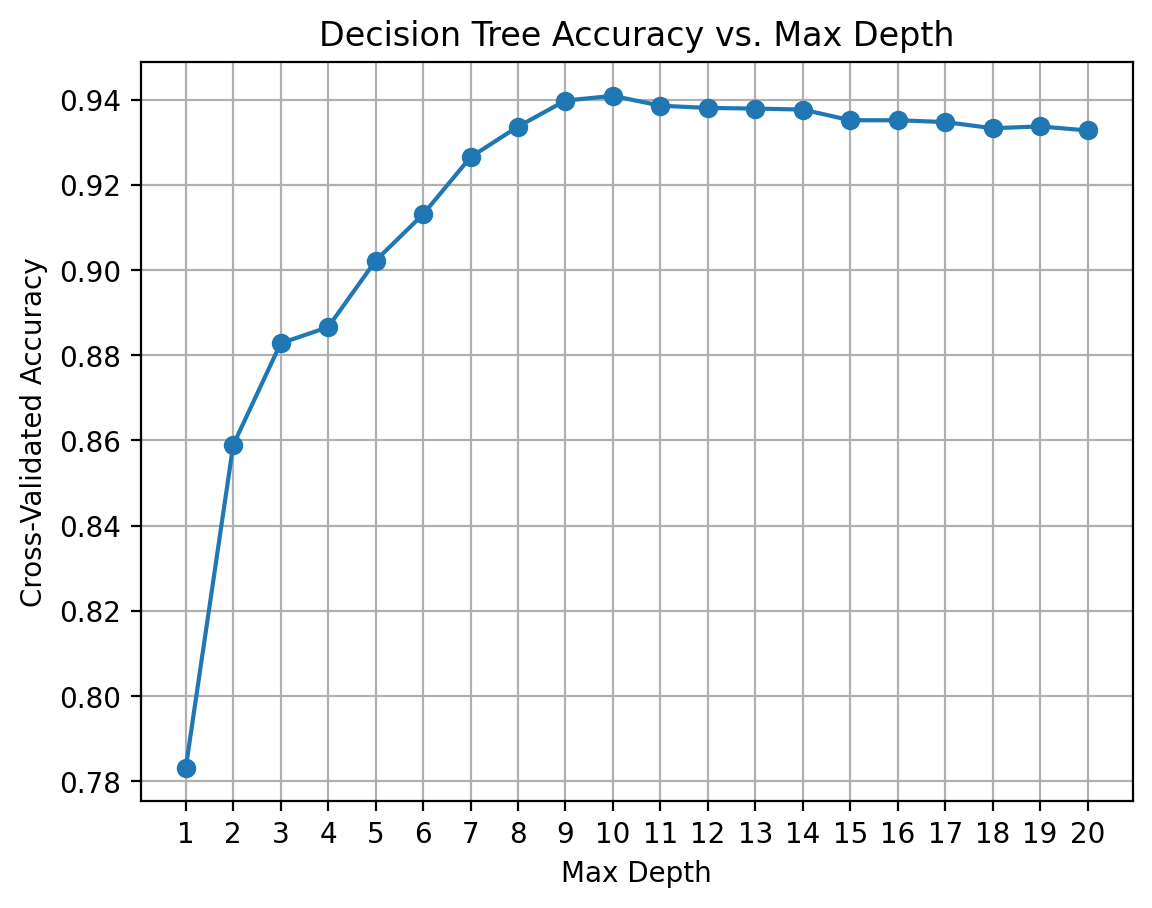 Decision Tree Accuracy vs. Max Depth
Cross-Validated Accuracy
0.94
0.92
0.90
0.88
0.86
0.84
0.82
0.80
0.78
1 2 3 4 5 6 7 8 9 10 11 12 13 14 15 16 17 18 19 20
Max Depth